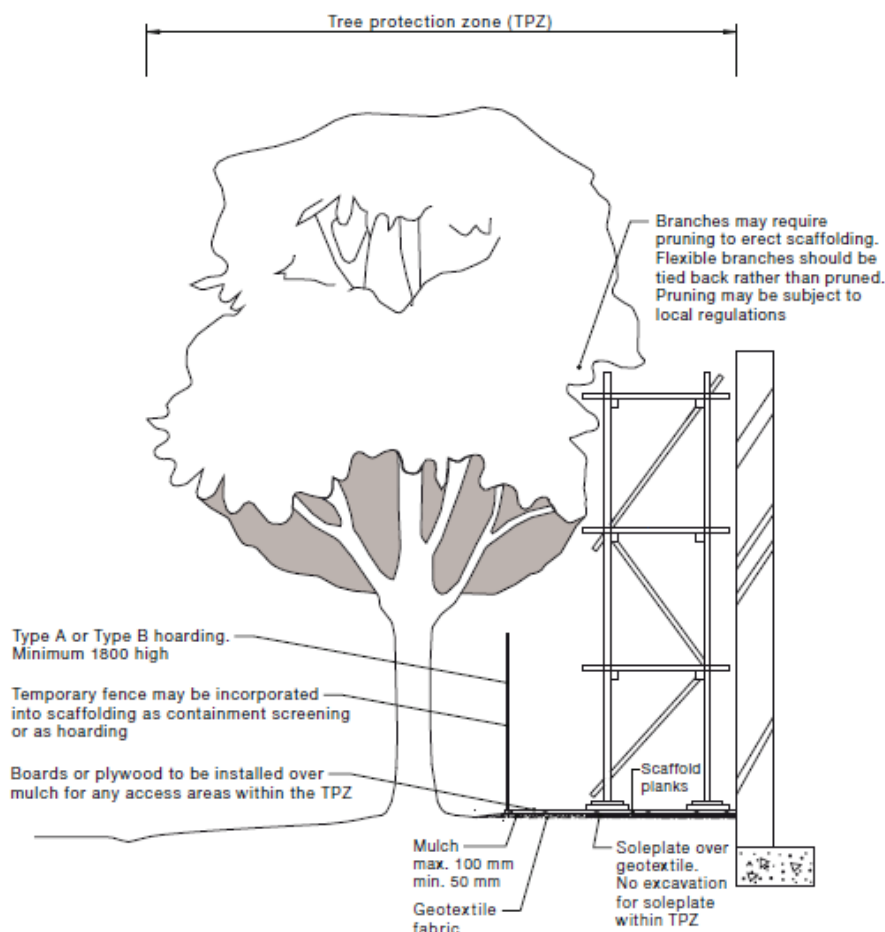 Tree protection zone (TPZ)
Branches may require
pruning to erect scaffolding.
Flexible branches should be
tied back rather than pruned.
Pruning may be subject to
local regulations
Type A or Type B hoarding.
Minimum 1800 high
Temporary fence may be incorporated
into scaffolding as containment screening
or as hoarding
Boards or plywood to be installed over
mulch for any access areas within the TPZ
Scaffold
planks
Mulch
max. 100 mm
min. 50 mm
Geotextile
fabric
Soleplate over
geotextile.
No excavation
for soleplate
within TPZ